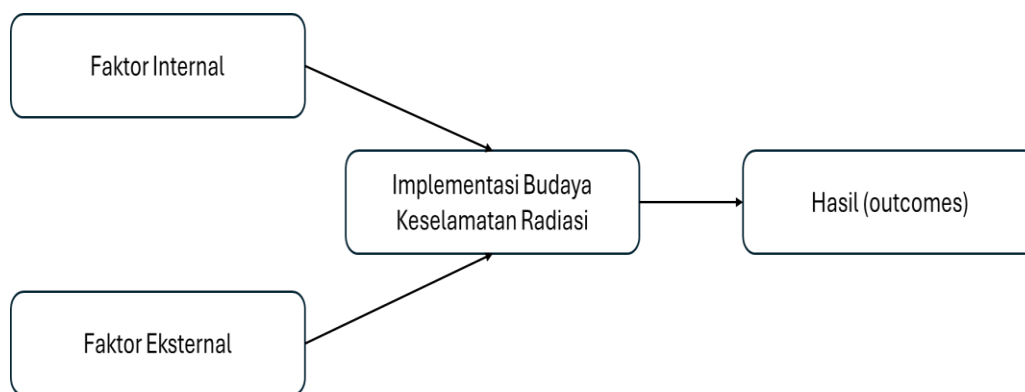 Faktor Internal
Implementasi Budaya
Keselamatan Radiasi
Hasil (outcomes)
Faktor Eksternal